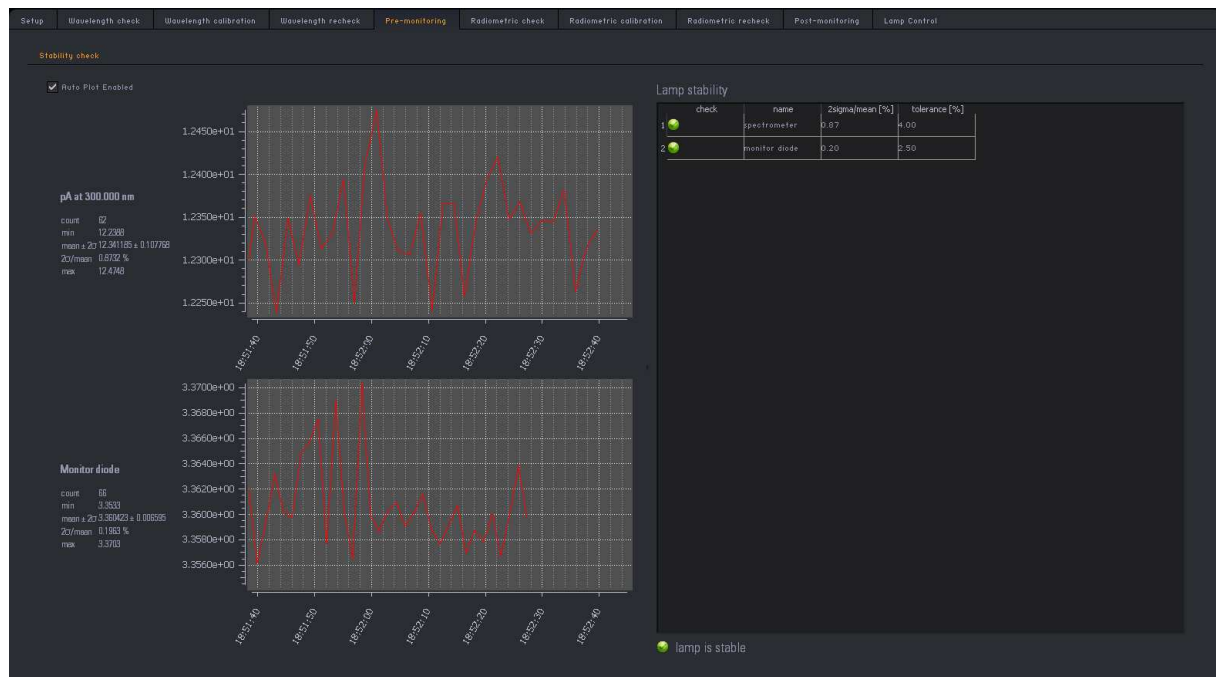 Setup Wavelength check Wavelength calibration Wavelength recheck Pre-monitoring Radiometric check Radiometric calibration Radiometric recheck Post-monitoring Lamp Control
Stability check
Auto Plot Enabled
pA at 300.000 nm
count 62
min 12.2388
mean ± 2σ 12.341185 ± 0.107768
2σ/mean 0.8732 %
max 12.4748
1.2450e+01
1.2400e+01
1.2350e+01
1.2300e+01
1.2250e+01
18:51:40 18:51:50 18:52:00 18:52:10 18:52:20 18:52:30 18:52:40
Monitor diode
count 66
min 3.3533
mean ± 2σ 3.360423 ± 0.006595
2σ/mean 0.1963 %
max 3.3703
3.3700e+00
3.3680e+00
3.3660e+00
3.3640e+00
3.3620e+00
3.3600e+00
3.3580e+00
3.3560e+00
18:51:40 18:51:50 18:52:00 18:52:10 18:52:20 18:52:30 18:52:40
Lamp stability
check name 2sigma/mean [%] tolerance [%]
1 spectrometer 0.87 4.00
2 monitor diode 0.20 2.50
lamp is stable